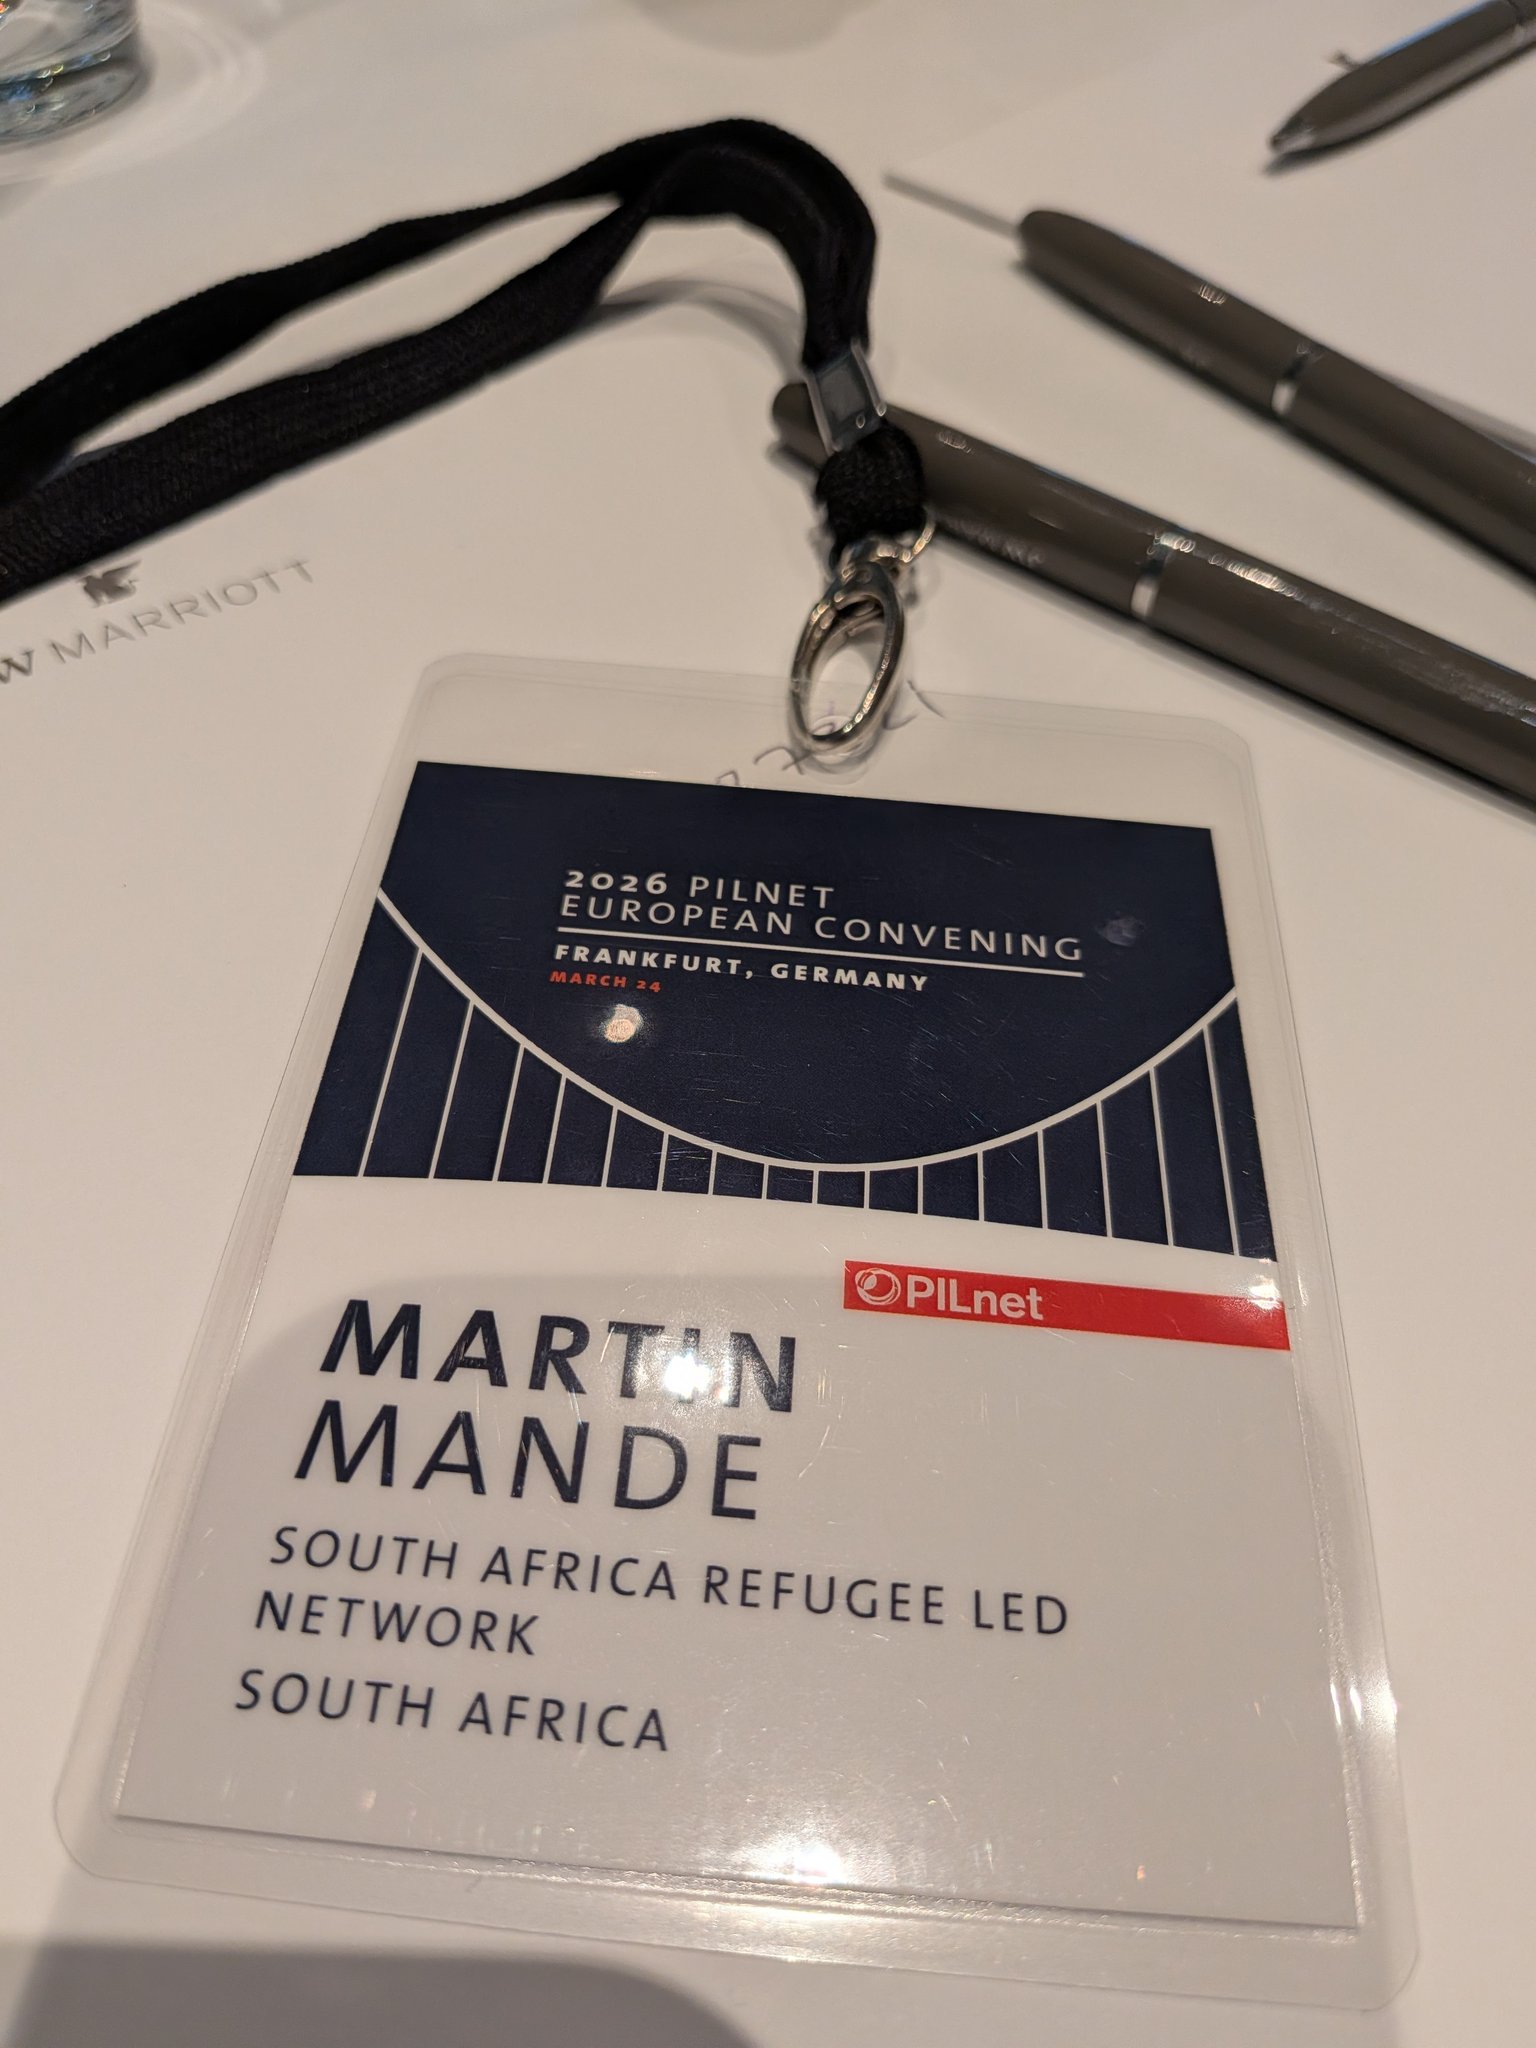 MARRIOTT
2026 PILNET
EUROPEAN CONVENING
FRANKFURT, GERMANY
MARCH 24
PILnet
MARTIN
MANDE
SOUTH AFRICA REFUGEE LED
NETWORK
SOUTH AFRICA